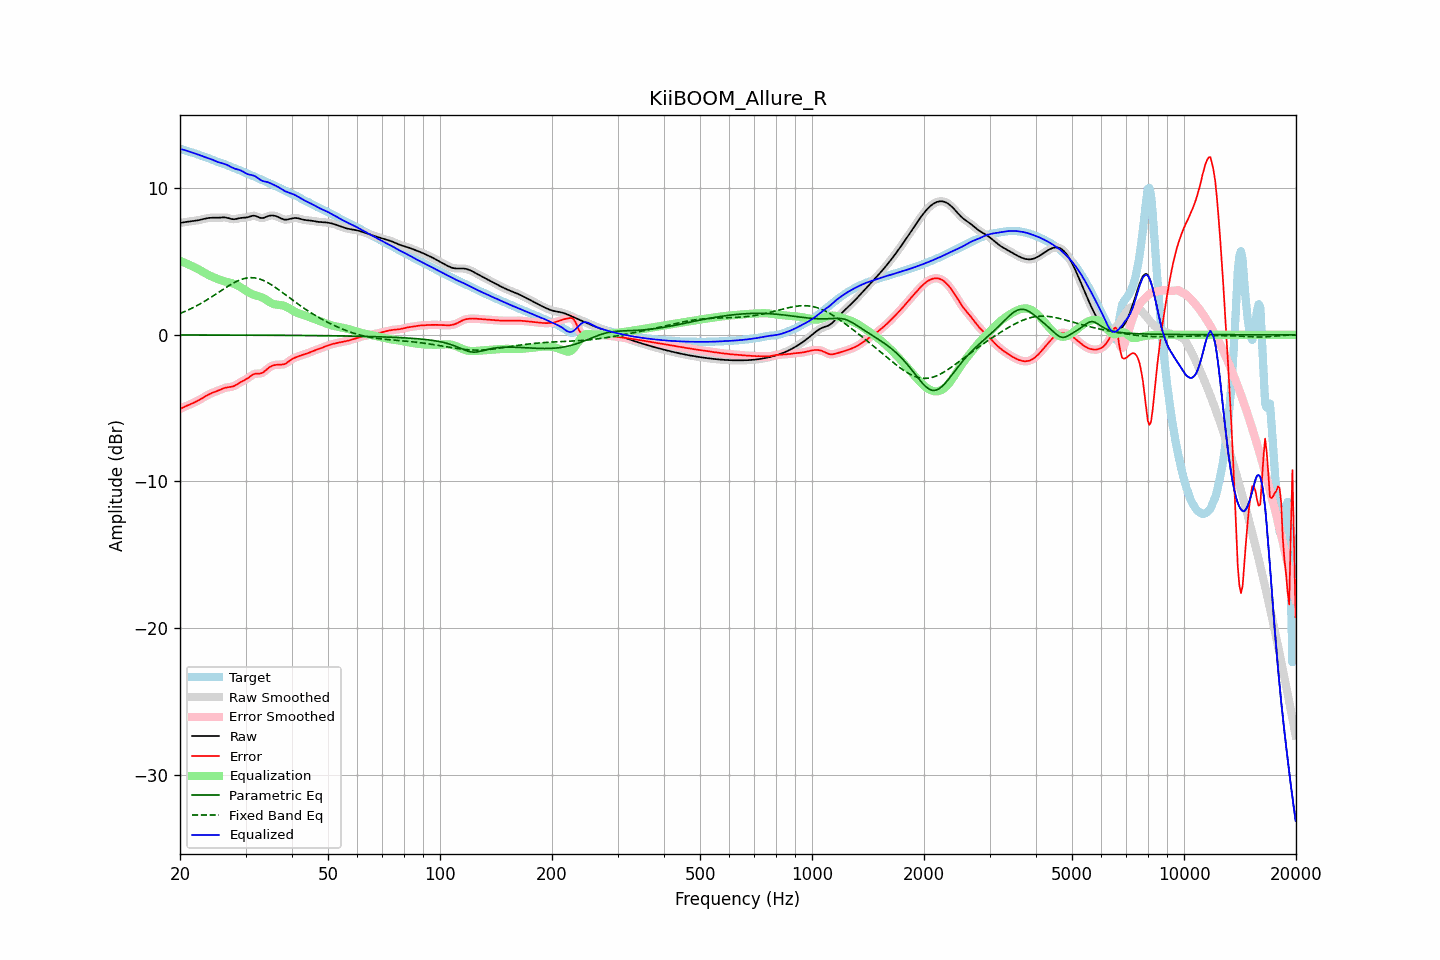 KiiBOOM_Allure_R
Amplitude (dBr)
10
0
−10
−20
−30
Target
Raw Smoothed
Error Smoothed
Raw
Error
Equalization
Parametric Eq
Fixed Band Eq
Equalized
20 50 100 200 500 1000 2000 5000 10000 20000
Frequency (Hz)